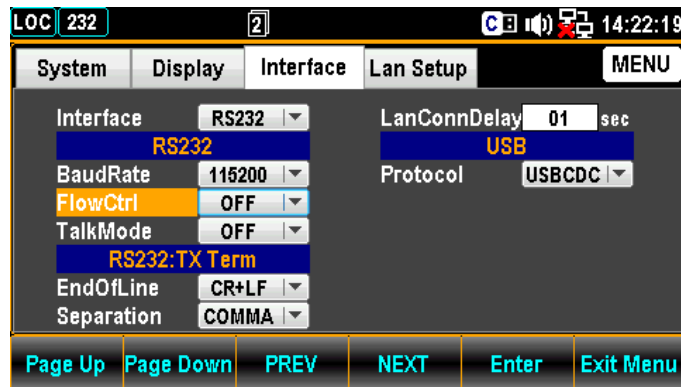 LOC 232 2 C 14:22:19
System Display Interface Lan Setup MENU
Interface RS232 LanConnDelay 01 sec
RS232 USB
BaudRate 115200 Protocol USBCDC
FlowCtrl OFF
TalkMode OFF
RS232:TX Term
EndOfLine CR+LF
Separation COMMA
Page Up Page Down PREV NEXT Enter Exit Menu